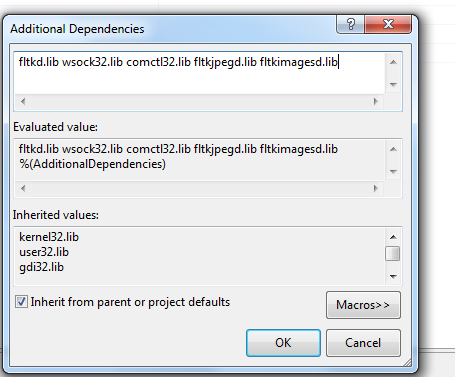 Additional Dependencies
fltkd.lib wsock32.lib comctl32.lib fltkjpegd.lib fltkimagesd.lib
Evaluated value:
fltkd.lib wsock32.lib comctl32.lib fltkjpegd.lib fltkimagesd.lib
%(AdditionalDependencies)
Inherited values:
kernel32.lib
user32.lib
gdi32.lib
Inherit from parent or project defaults
Macros>>
OK
Cancel